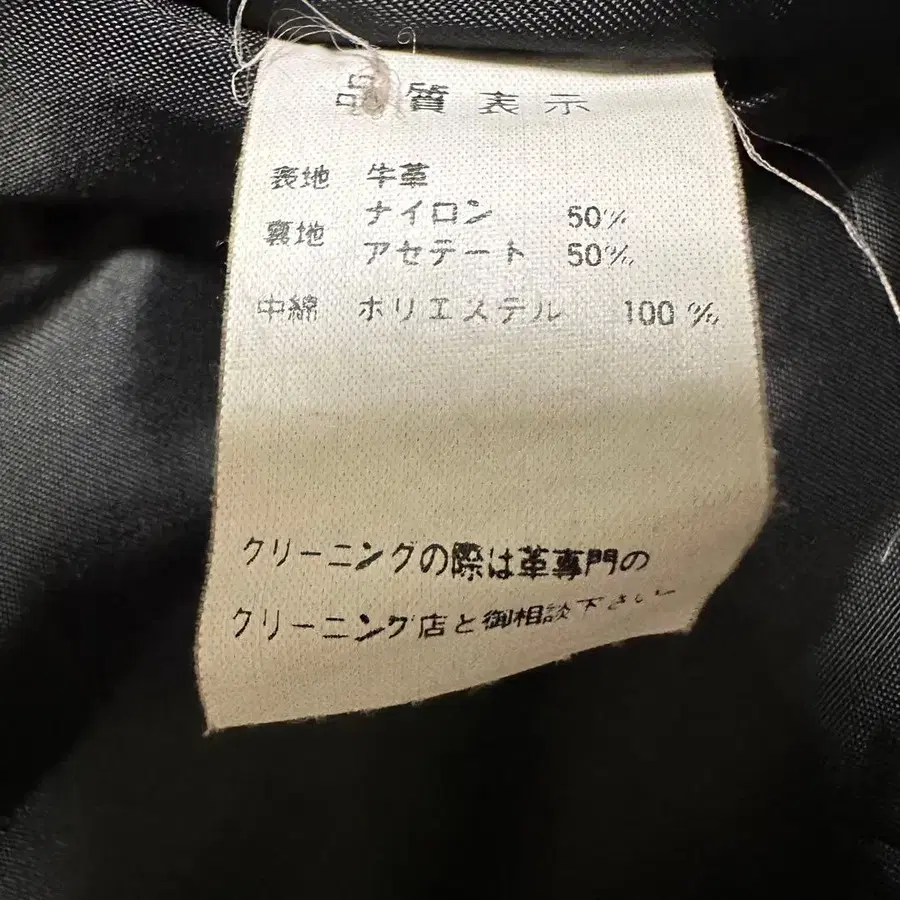 品質表示
表地 牛革
裏地 ナイロン 50%
アセテート 50%
中綿 ポリエステル 100%
クリーニングの際は革専門の
クリーニング店と御相談下さい